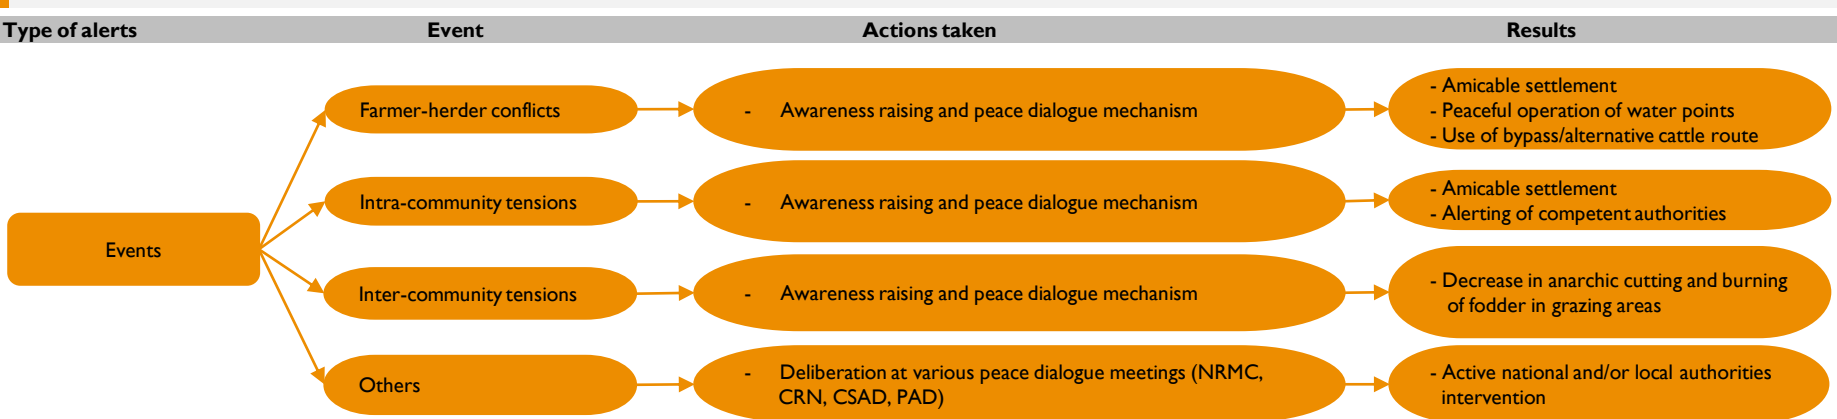 Type of alerts Event Actions taken Results
Events
Farmer-herder conflicts
- Awareness raising and peace dialogue mechanism
- Amicable settlement
- Peaceful operation of water points
- Use of bypass/alternative cattle route
Intra-community tensions
- Awareness raising and peace dialogue mechanism
- Amicable settlement
- Alerting of competent authorities
Inter-community tensions
- Awareness raising and peace dialogue mechanism
- Decrease in anarchic cutting and burning
of fodder in grazing areas
Others
- Deliberation at various peace dialogue meetings (NRMC,
CRN, CSAD, PAD)
- Active national and/or local authorities
intervention